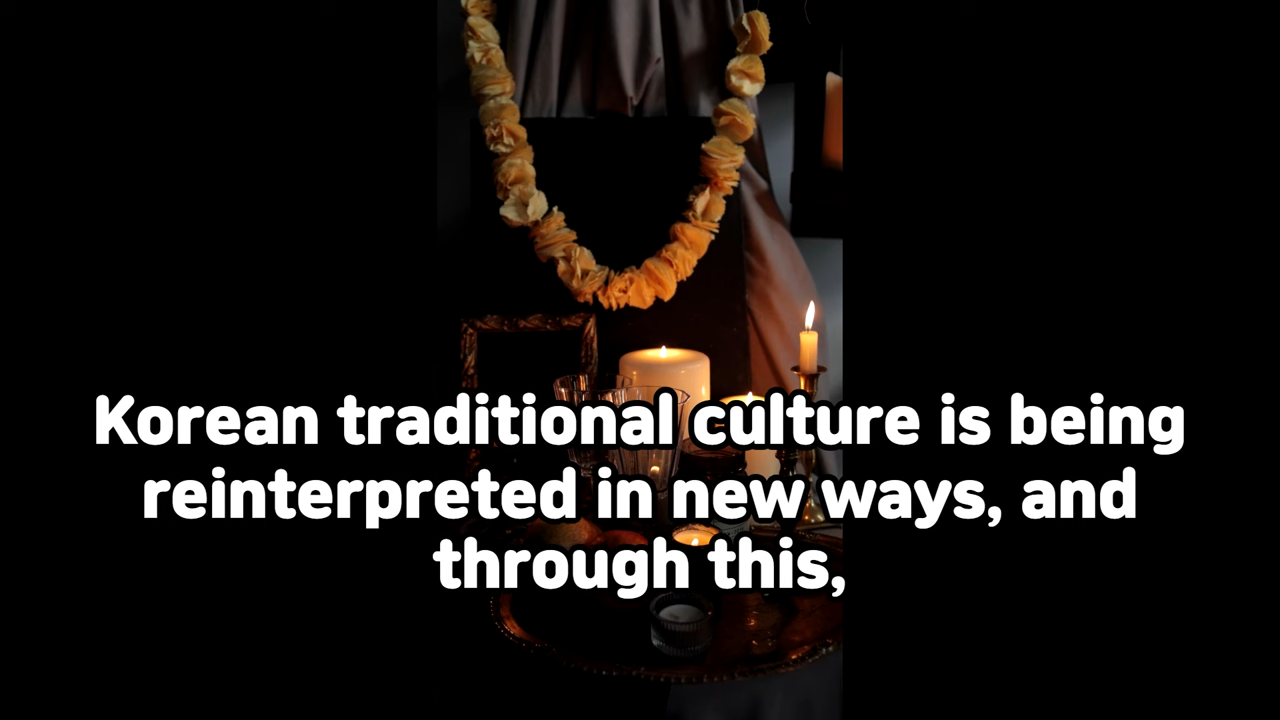 Korean traditional culture is being
reinterpreted in new ways, and
through this,